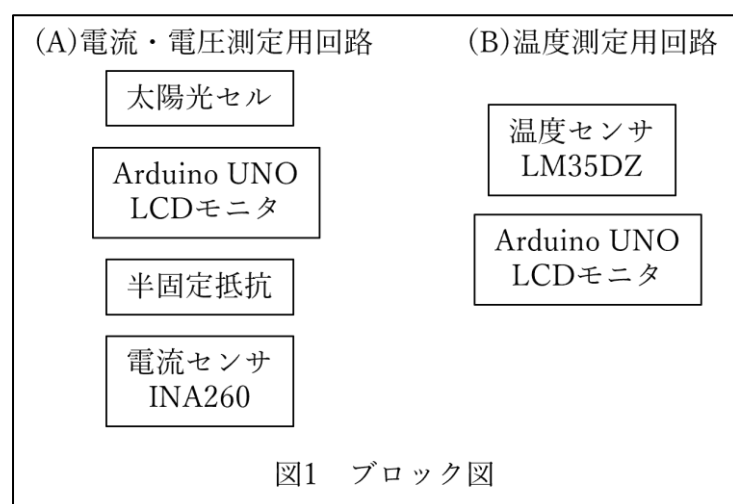 (A)電流・電圧測定用回路
太陽光セル
Arduino UNO
LCDモニタ
半固定抵抗
電流センサ
INA260
(B)温度測定用回路
温度センサ
LM35DZ
Arduino UNO
LCDモニタ
図1　ブロック図